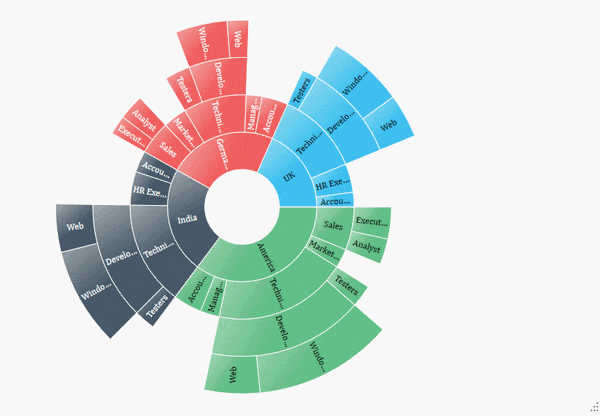 UK
Techni...
Testers
Develo...
Windo...
Web
HR Exe...
Accou...
America
Sales
Execut...
Analyst
Market...
Techni...
Testers
Develo...
Windo...
Web
Manag...
Accou...
India
Techni...
Testers
Develo...
Windo...
Web
HR Exe...
Accou...
Germa...
Sales
Execut...
Analyst
Market...
Techni...
Testers
Develo...
Windo...
Web
Manag...
Accou...